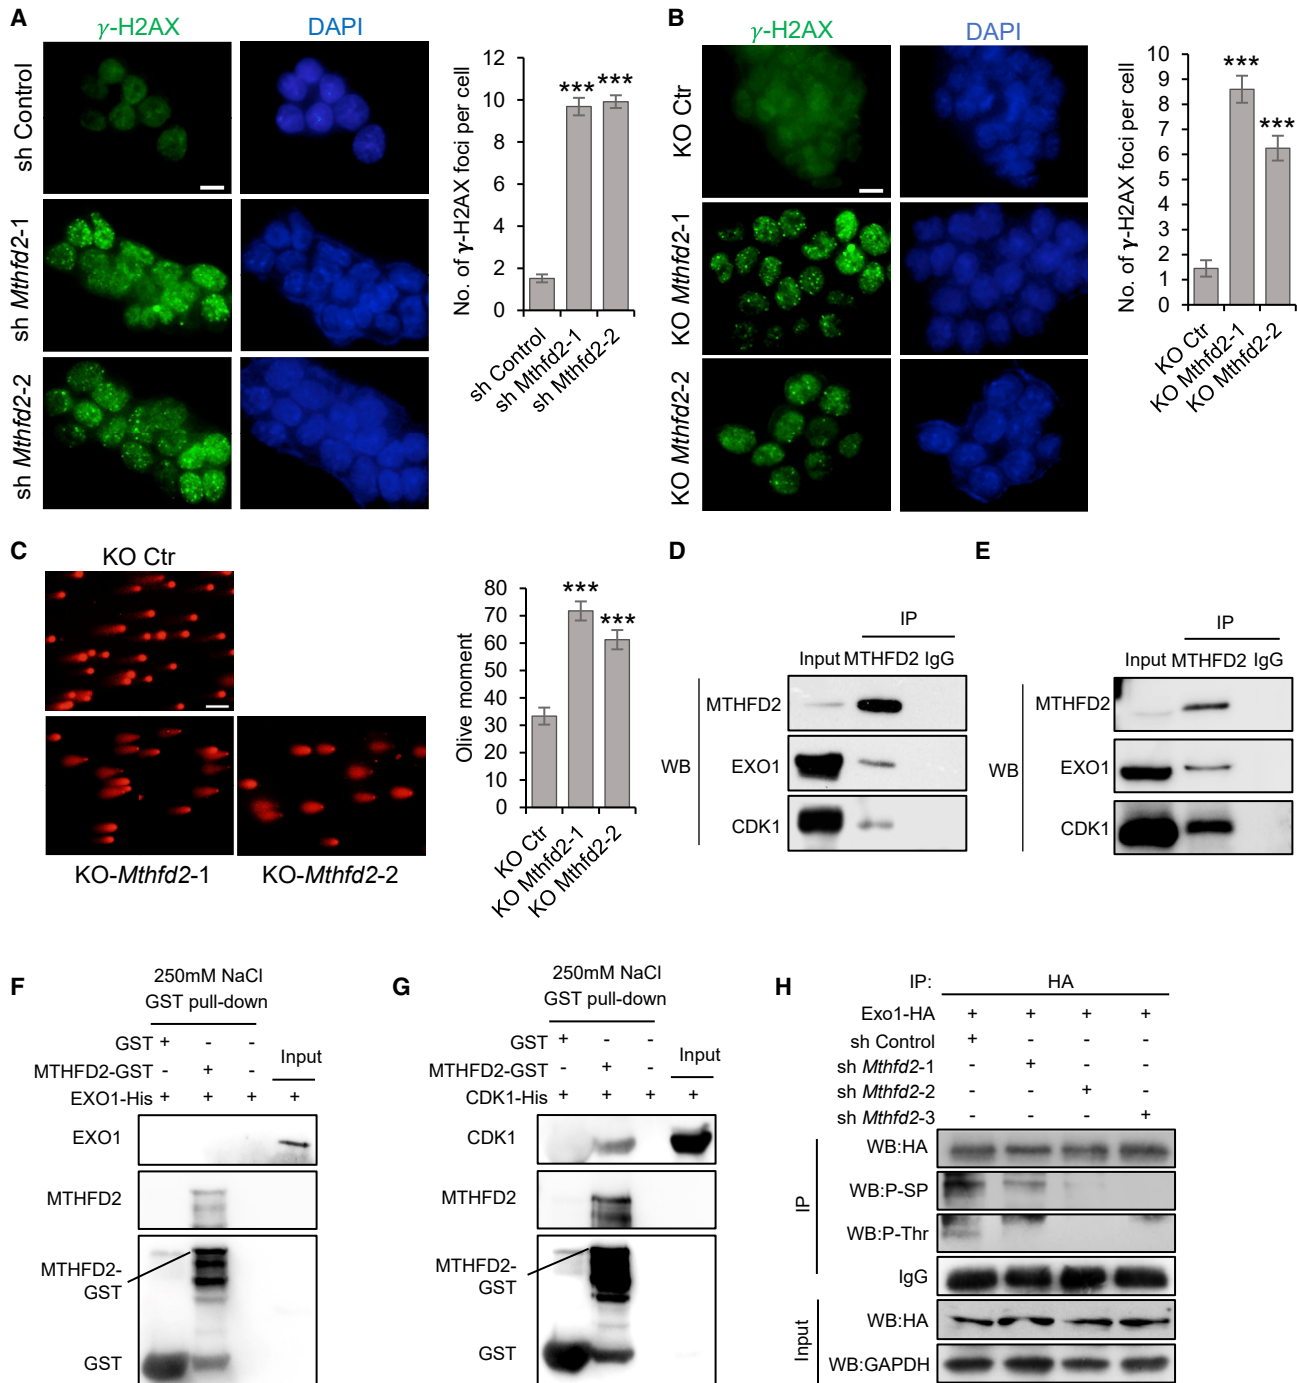 A
γ-H2AX DAPI
sh Control
sh Mthfd2-1
sh Mthfd2-2
No. of γ-H2AX foci per cell
12
10
8
6
4
2
0
*** ***
sh Control
sh Mthfd2-1
sh Mthfd2-2
B
γ-H2AX DAPI
KO Ctr
KO Mthfd2-1
KO Mthfd2-2
No. of γ-H2AX foci per cell
10
9
8
7
6
5
4
3
2
1
0
***
***
KO Ctr
KO Mthfd2-1
KO Mthfd2-2
C
KO Ctr
KO-Mthfd2-1 KO-Mthfd2-2
Olive moment
80
70
60
50
40
30
20
10
0
***
***
KO Ctr
KO Mthfd2-1
KO Mthfd2-2
D
IP
Input MTHFD2 IgG
WB
MTHFD2
EXO1
CDK1
E
IP
Input MTHFD2 IgG
WB
MTHFD2
EXO1
CDK1
F
250mM NaCl
GST pull-down
GST + - -
Input
MTHFD2-GST - + -
EXO1-His + + + +
EXO1
MTHFD2
MTHFD2-
GST
GST
G
250mM NaCl
GST pull-down
GST + - -
Input
MTHFD2-GST - + -
CDK1-His + + + +
CDK1
MTHFD2
MTHFD2-
GST
GST
H
IP: HA
Exo1-HA + + + +
sh Control + - - -
sh Mthfd2-1 - + - -
sh Mthfd2-2 - - + -
sh Mthfd2-3 - - - +
IP
WB:HA
WB:P-SP
WB:P-Thr
IgG
Input
WB:HA
WB:GAPDH